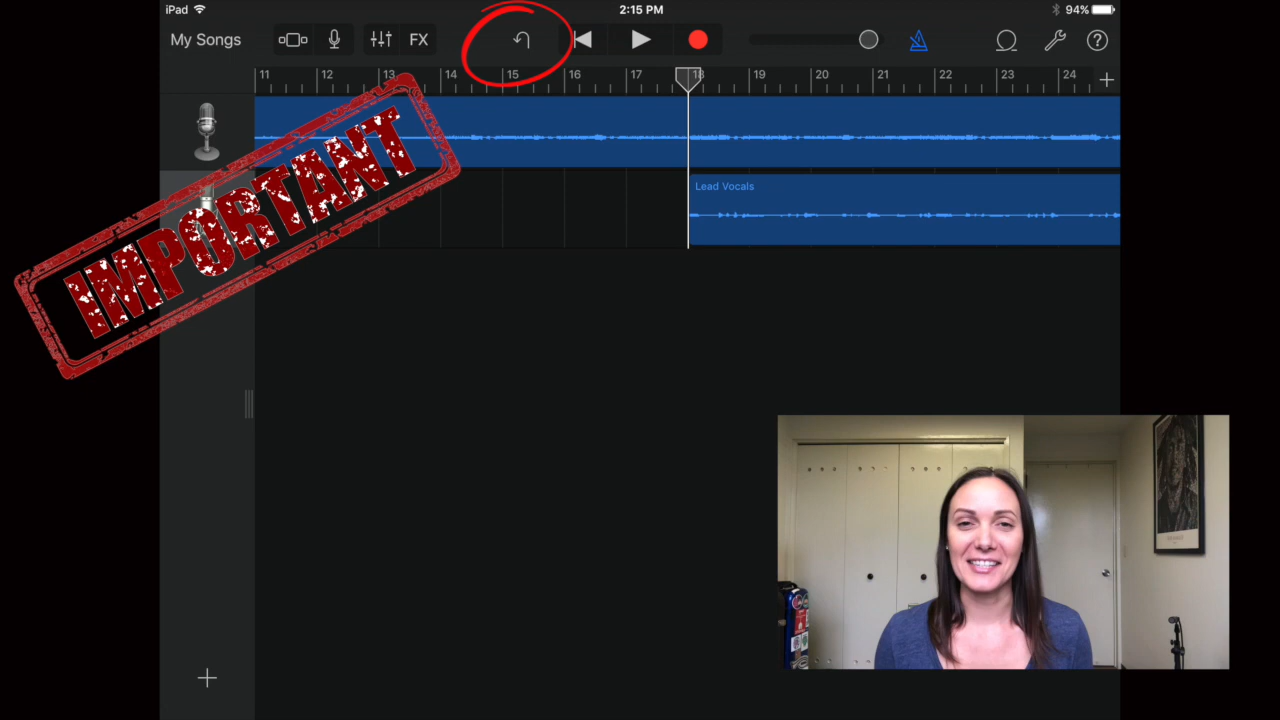 iPad
2:15 PM
94%
My Songs
FX
11 12 13 14 15 16 17 18 19 20 21 22 23 24
IMPORTANT
Lead Vocals